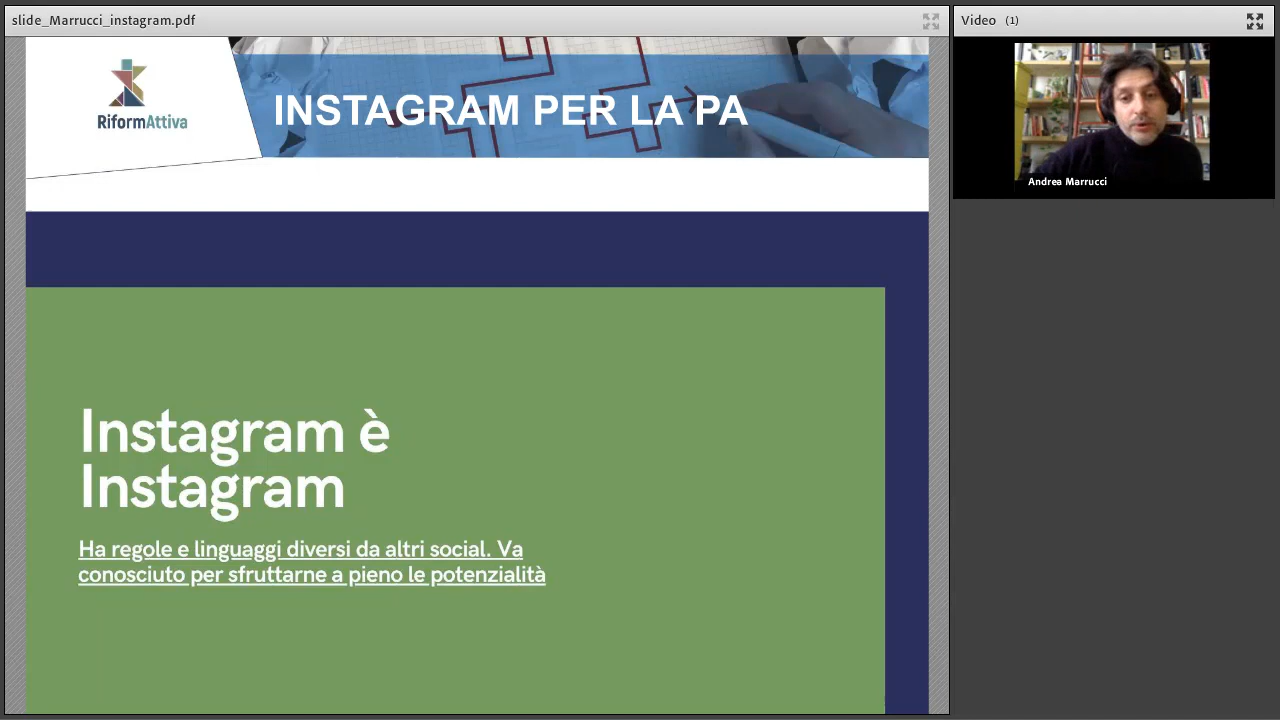 slide_Marrucci_instagram.pdf
Video (1)
RiformAttiva
INSTAGRAM PER LA PA
Andrea Marrucci
Instagram è
Instagram
Ha regole e linguaggi diversi da altri social. Va
conosciuto per sfruttarne a pieno le potenzialità